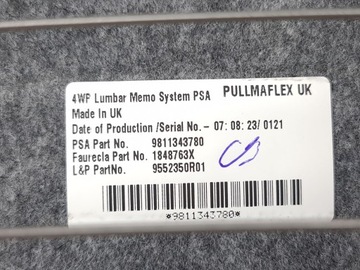 4WF Lumbar Memo System PSA PULLMAFLEX UK
Made In UK
Date of Production /Serial No.– 07: 08: 23/ 0121
PSA Part No. 9811343780
Faurecla Part No. 1848763X
L&P PartNo. 9552350R01
*9811343780*